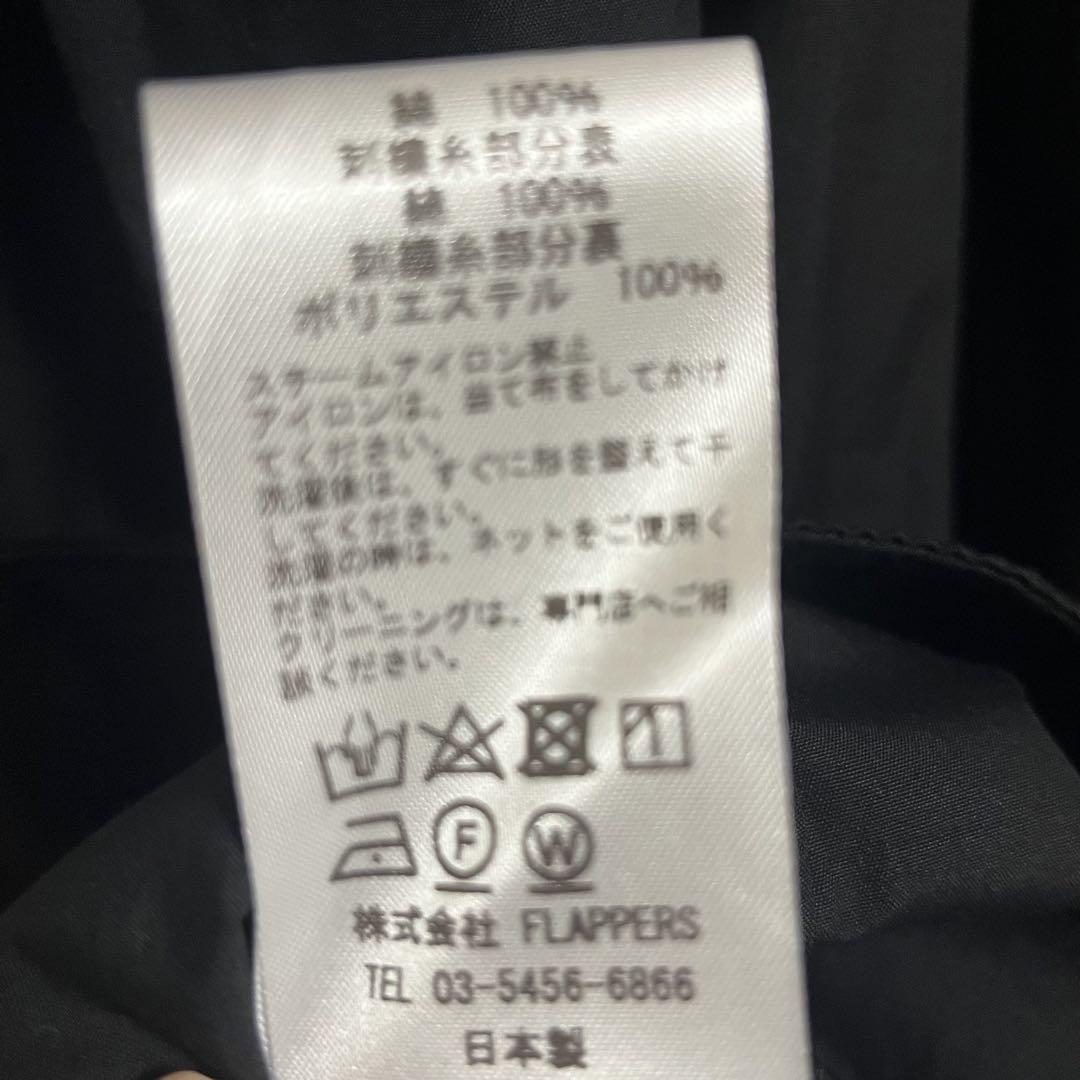 綿 100%
刺繍糸部分表
綿 100%
刺繍糸部分裏
ポリエステル 100%
スチームアイロン禁止
アイロンは、当て布をしてかけ
てください。
洗濯後は、すぐに形を整えて干
してください。
洗濯の時は、ネットをご使用く
ださい。
クリーニングは、専門店へご相
談ください。
F W
株式会社 FLAPPERS
TEL 03-5456-6866
日本製